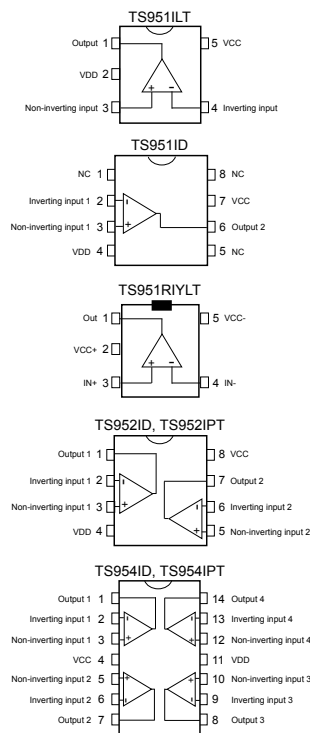 TS951ILT
Output 1
5 VCC
VDD 2
Non-inverting input 3
4 Inverting input
+ -
TS951ID
NC 1
8 NC
Inverting input 1 2
7 VCC
Non-inverting input 1 3
6 Output 2
VDD 4
5 NC
-
+
TS951RIYLT
Out 1
5 VCC-
VCC+ 2
IN+ 3
4 IN-
+ -
TS952ID, TS952IPT
Output 1 1
8 VCC
Inverting input 1 2
7 Output 2
Non-inverting input 1 3
6 Inverting input 2
VDD 4
5 Non-inverting input 2
- +
- +
TS954ID, TS954IPT
Output 1 1
14 Output 4
Inverting input 1 2
13 Inverting input 4
Non-inverting input 1 3
12 Non-inverting input 4
VCC 4
11 VDD
Non-inverting input 2 5
10 Non-inverting input 3
Inverting input 2 6
9 Inverting input 3
Output 2 7
8 Output 3
- +
- +
+ -
+ -